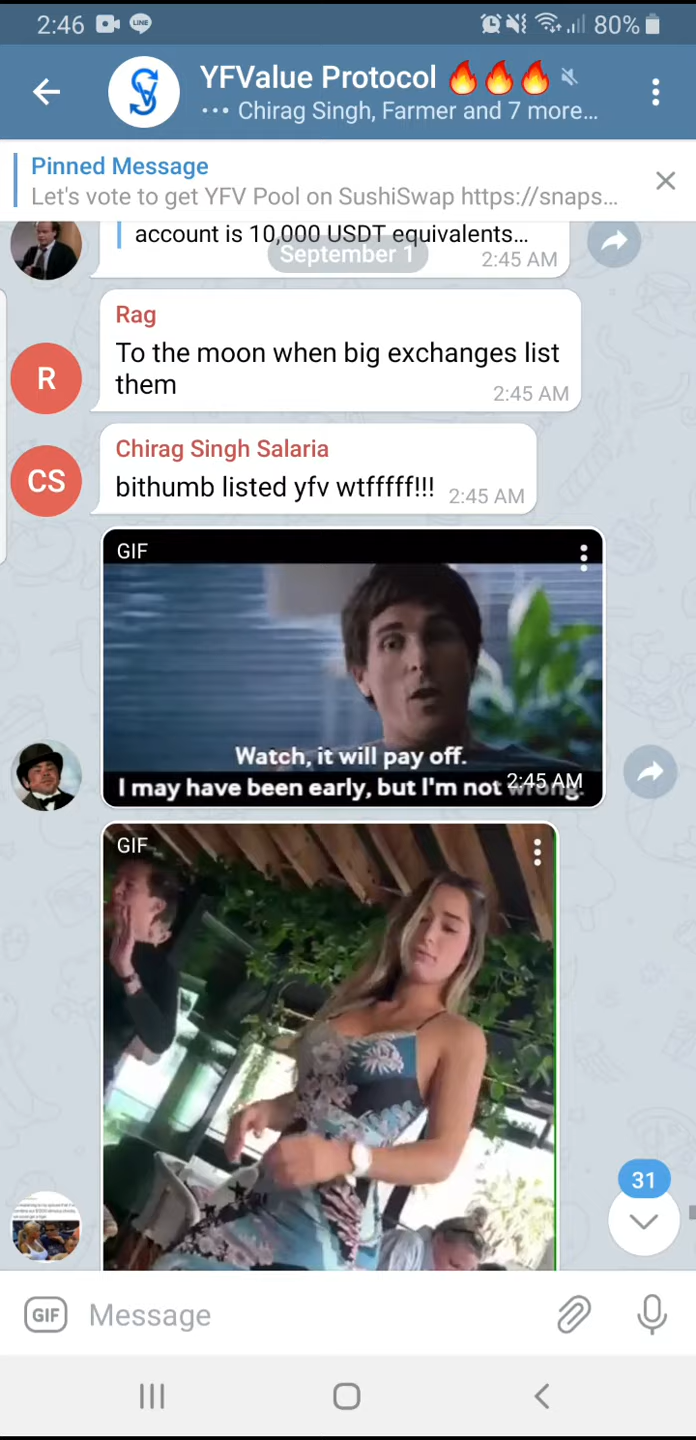 2:46 LINE 80%
YFValue Protocol 🔥🔥🔥
••• Chirag Singh, Farmer and 7 more...
Pinned Message
Let's vote to get YFV Pool on SushiSwap https://snaps...
account is 10,000 USDT equivalents...
September 1
2:45 AM
Rag
To the moon when big exchanges list
them
2:45 AM
R
Chirag Singh Salaria
bithumb listed yfv wtfffff!!! 2:45 AM
CS
GIF
Watch, it will pay off.
I may have been early, but I'm not wrong.
2:45 AM
GIF
31
GIF Message